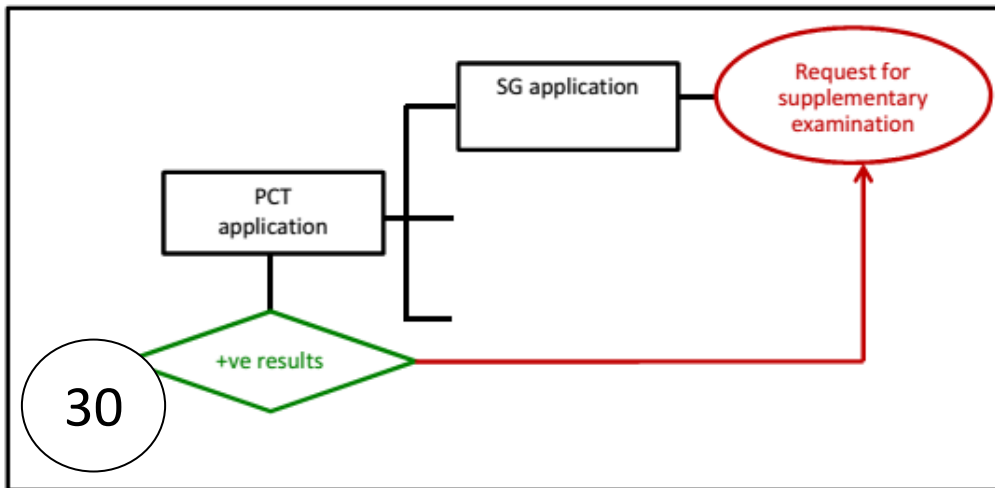 SG application
Request for
supplementary
examination
PCT
application
+ve results
30